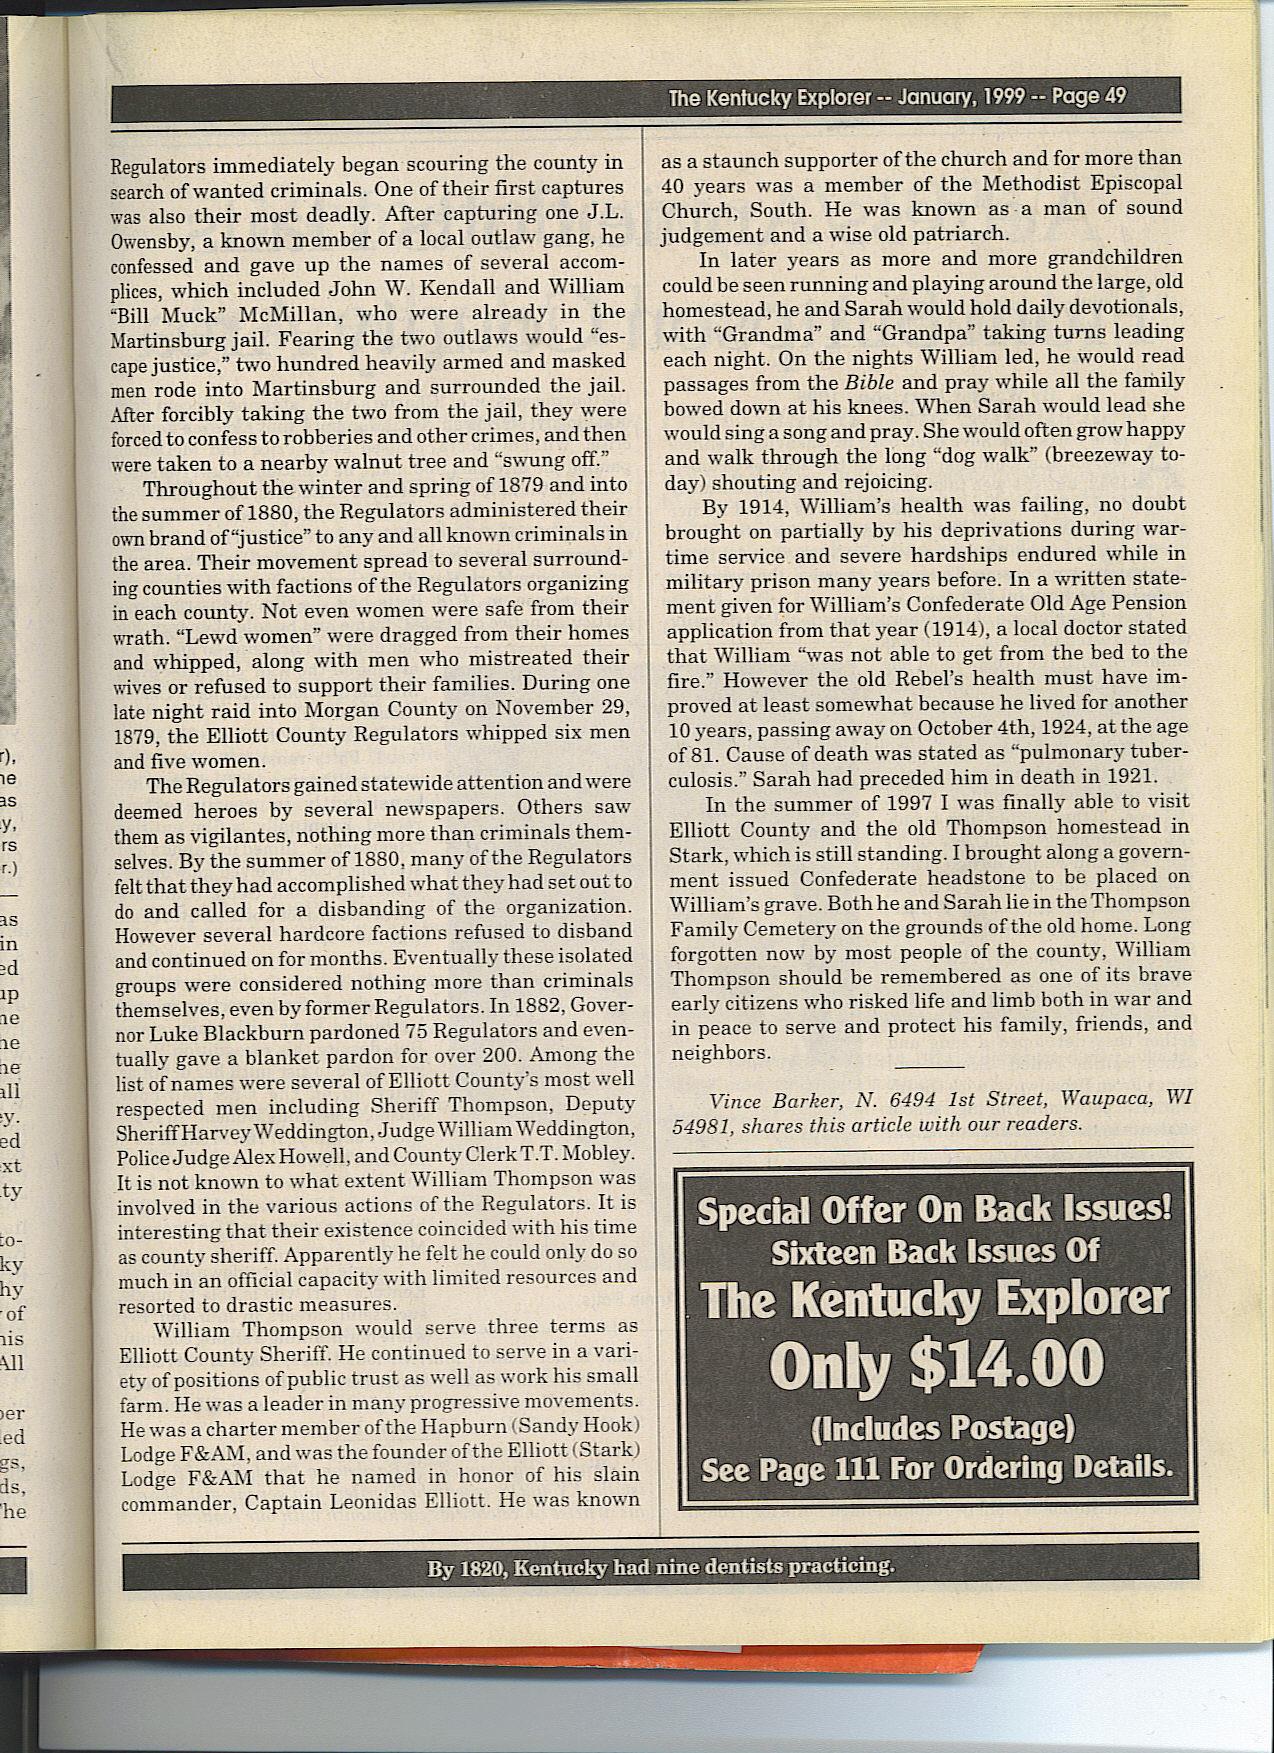 The Kentucky Explorer -- January, 1999 -- Page 49
Regulators immediately began scouring the county in
search of wanted criminals. One of their first captures
was also their most deadly. After capturing one J.L.
Owensby, a known member of a local outlaw gang, he
confessed and gave up the names of several accom-
plices, which included John W. Kendall and William
"Bill Muck" McMillan, who were already in the
Martinsburg jail. Fearing the two outlaws would "es-
cape justice," two hundred heavily armed and masked
men rode into Martinsburg and surrounded the jail.
After forcibly taking the two from the jail, they were
forced to confess to robberies and other crimes, and then
were taken to a nearby walnut tree and "swung off."
Throughout the winter and spring of 1879 and into
the summer of 1880, the Regulators administered their
own brand of "justice" to any and all known criminals in
the area. Their movement spread to several surround-
ing counties with factions of the Regulators organizing
in each county. Not even women were safe from their
wrath. "Lewd women" were dragged from their homes
and whipped, along with men who mistreated their
wives or refused to support their families. During one
late night raid into Morgan County on November 29,
1879, the Elliott County Regulators whipped six men
and five women.
The Regulators gained statewide attention and were
deemed heroes by several newspapers. Others saw
them as vigilantes, nothing more than criminals them-
selves. By the summer of 1880, many of the Regulators
felt that they had accomplished what they had set out to
do and called for a disbanding of the organization.
However several hardcore factions refused to disband
and continued on for months. Eventually these isolated
groups were considered nothing more than criminals
themselves, even by former Regulators. In 1882, Gover-
nor Luke Blackburn pardoned 75 Regulators and even-
tually gave a blanket pardon for over 200. Among the
list of names were several of Elliott County's most well
respected men including Sheriff Thompson, Deputy
Sheriff Harvey Weddington, Judge William Weddington,
Police Judge Alex Howell, and County Clerk T.T. Mobley.
It is not known to what extent William Thompson was
involved in the various actions of the Regulators. It is
interesting that their existence coincided with his time
as county sheriff. Apparently he felt he could only do so
much in an official capacity with limited resources and
resorted to drastic measures.
William Thompson would serve three terms as
Elliott County Sheriff. He continued to serve in a vari-
ety of positions of public trust as well as work his small
farm. He was a leader in many progressive movements.
He was a charter member of the Hapburn (Sandy Hook)
Lodge F&AM, and was the founder of the Elliott (Stark)
Lodge F&AM that he named in honor of his slain
commander, Captain Leonidas Elliott. He was known
as a staunch supporter of the church and for more than
40 years was a member of the Methodist Episcopal
Church, South. He was known as a man of sound
judgement and a wise old patriarch.
In later years as more and more grandchildren
could be seen running and playing around the large, old
homestead, he and Sarah would hold daily devotionals,
with "Grandma" and "Grandpa" taking turns leading
each night. On the nights William led, he would read
passages from the Bible and pray while all the family
bowed down at his knees. When Sarah would lead she
would sing a song and pray. She would often grow happy
and walk through the long "dog walk" (breezeway to-
day) shouting and rejoicing.
By 1914, William's health was failing, no doubt
brought on partially by his deprivations during war-
time service and severe hardships endured while in
military prison many years before. In a written state-
ment given for William's Confederate Old Age Pension
application from that year (1914), a local doctor stated
that William "was not able to get from the bed to the
fire." However the old Rebel's health must have im-
proved at least somewhat because he lived for another
10 years, passing away on October 4th, 1924, at the age
of 81. Cause of death was stated as "pulmonary tuber-
culosis." Sarah had preceded him in death in 1921.
In the summer of 1997 I was finally able to visit
Elliott County and the old Thompson homestead in
Stark, which is still standing. I brought along a govern-
ment issued Confederate headstone to be placed on
William's grave. Both he and Sarah lie in the Thompson
Family Cemetery on the grounds of the old home. Long
forgotten now by most people of the county, William
Thompson should be remembered as one of its brave
early citizens who risked life and limb both in war and
in peace to serve and protect his family, friends, and
neighbors.
Vince Barker, N. 6494 1st Street, Waupaca, WI
54981, shares this article with our readers.
Special Offer On Back Issues!
Sixteen Back Issues Of
The Kentucky Explorer
Only $14.00
(Includes Postage)
See Page 111 For Ordering Details.
By 1820, Kentucky had nine dentists practicing.